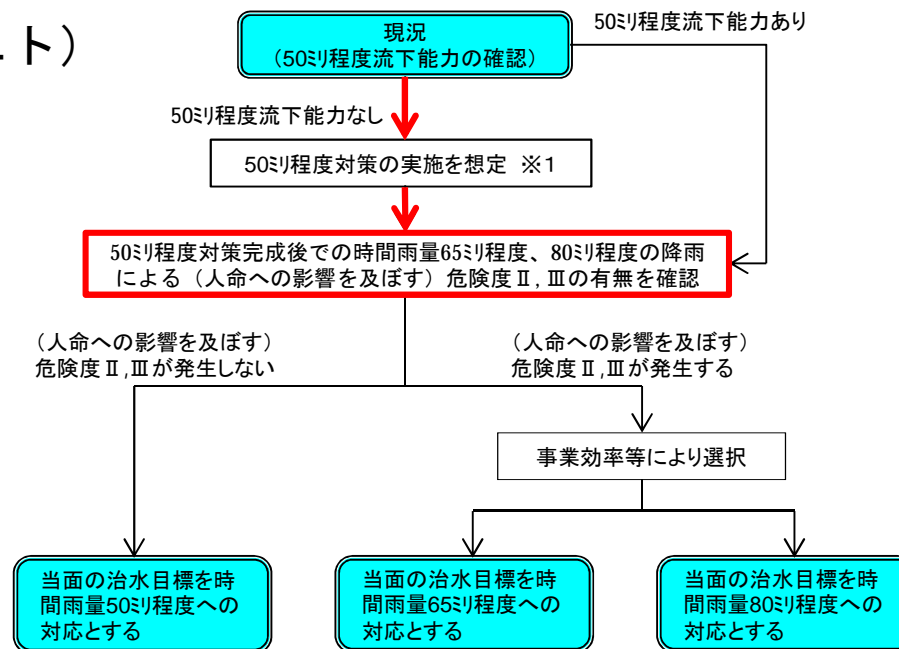 ート）
50ﾐﾘ程度流下能力あり
現況
（50ﾐﾘ程度流下能力の確認）
50ﾐﾘ程度流下能力なし
50ﾐﾘ程度対策の実施を想定 ※1
50ﾐﾘ程度対策完成後での時間雨量65ﾐﾘ程度、80ﾐﾘ程度の降雨
による（人命への影響を及ぼす）危険度Ⅱ,Ⅲの有無を確認
（人命への影響を及ぼす）
危険度Ⅱ,Ⅲが発生しない
（人命への影響を及ぼす）
危険度Ⅱ,Ⅲが発生する
事業効率等により選択
当面の治水目標を時
間雨量50ﾐﾘ程度への
対応とする
当面の治水目標を時
間雨量65ﾐﾘ程度への
対応とする
当面の治水目標を時
間雨量80ﾐﾘ程度への
対応とする